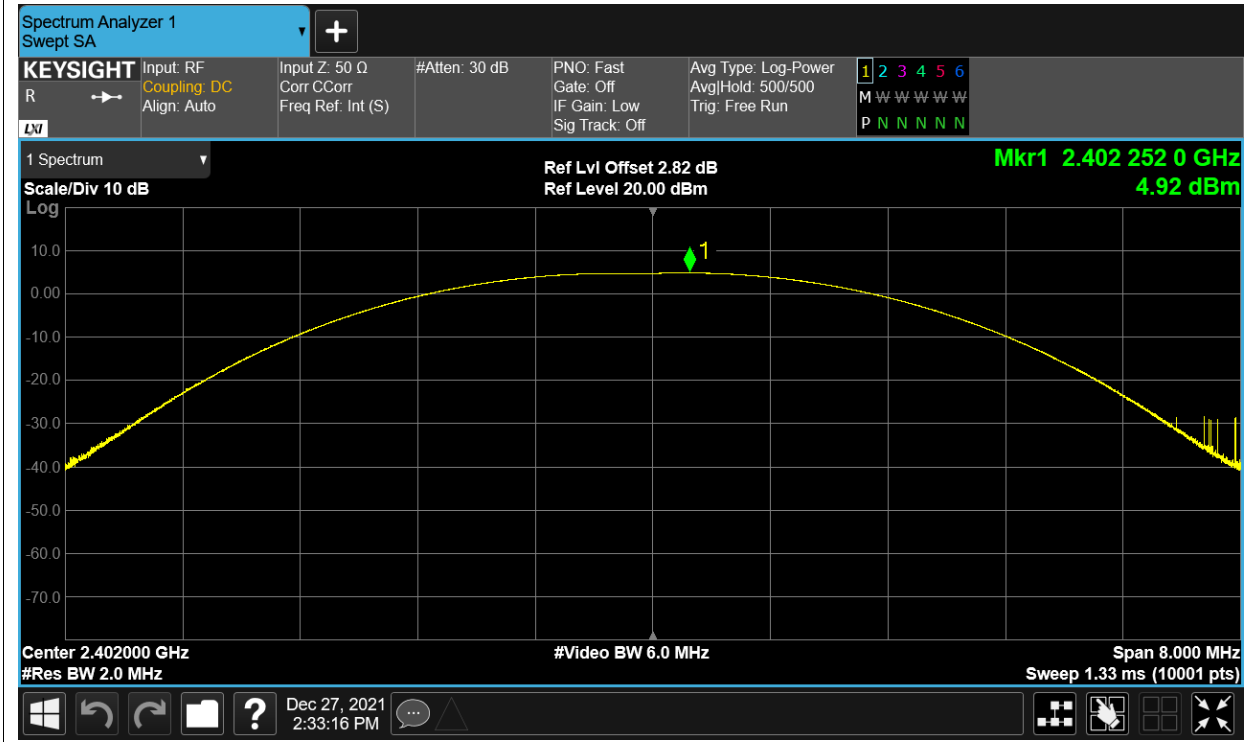 Spectrum Analyzer 1
Swept SA
+
KEYSIGHT
R
LXI
Input: RF
Coupling: DC
Align: Auto
Input Z: 50 Ω
Corr CCorr
Freq Ref: Int (S)
#Atten: 30 dB
PNO: Fast
Gate: Off
IF Gain: Low
Sig Track: Off
Avg Type: Log-Power
Avg|Hold: 500/500
Trig: Free Run
1 2 3 4 5 6
M W W W W W W
P N N N N N N
1 Spectrum
Scale/Div 10 dB
Log
Ref Lvl Offset 2.82 dB
Ref Level 20.00 dBm
Mkr1 2.402 252 0 GHz
4.92 dBm
1
10.0
0.00
-10.0
-20.0
-30.0
-40.0
-50.0
-60.0
-70.0
Center 2.402000 GHz
#Video BW 6.0 MHz
Span 8.000 MHz
#Res BW 2.0 MHz
Sweep 1.33 ms (10001 pts)
?
Dec 27, 2021
2:33:16 PM